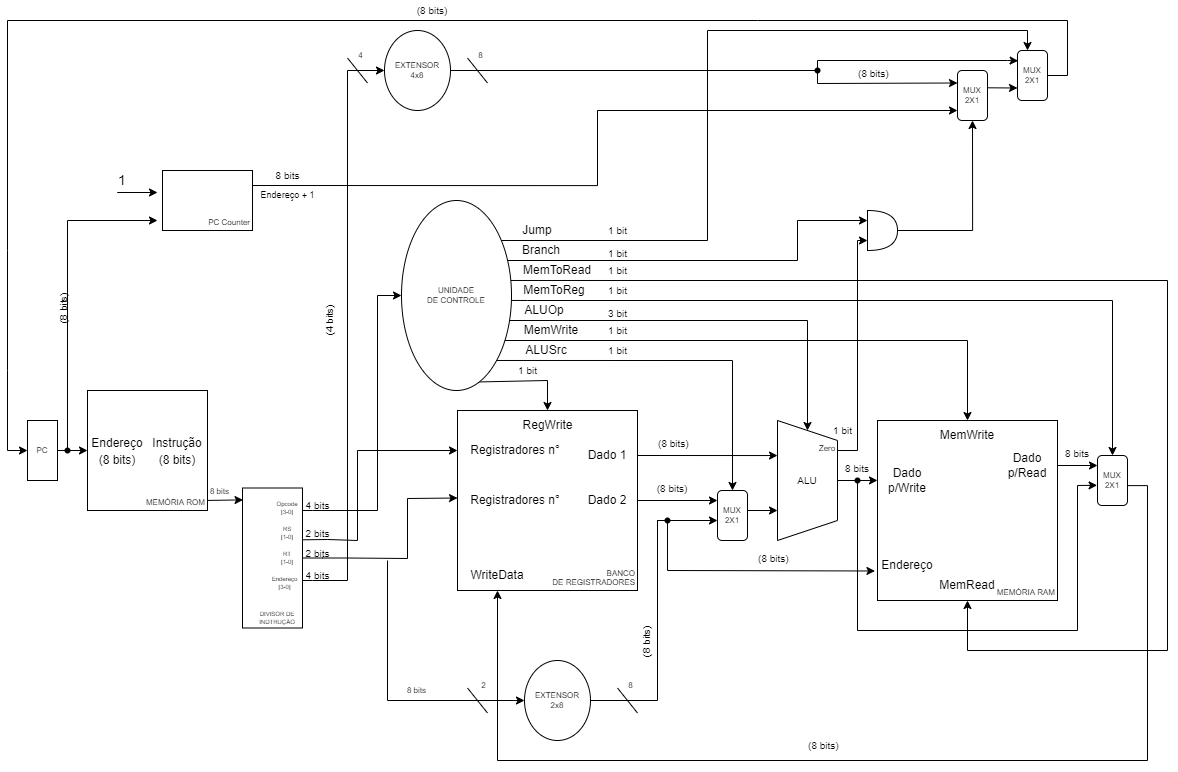 (8 bits)
4
EXTENSOR
4x8
8
(8 bits)
MUX
2X1
MUX
2X1
1
PC Counter
8 bits
Endereço + 1
(8 bits)
(4 bits)
UNIDADE
DE CONTROLE
Jump 1 bit
Branch 1 bit
MemToRead 1 bit
MemToReg 1 bit
ALUOp 3 bit
MemWrite 1 bit
ALUSrc 1 bit
1 bit
PC
Endereço Instrução
(8 bits) (8 bits)
MEMÓRIA ROM
8 bits
Opcode
[3-0]
4 bits
RS
[1-0]
2 bits
RT
[1-0]
2 bits
Endereço
[3-0]
4 bits
DIVISOR DE
INSTRUÇÃO
RegWrite
Registradores n°
Registradores n°
Dado 1
Dado 2
WriteData
BANCO
DE REGISTRADORES
(8 bits)
(8 bits)
MUX
2X1
ALU
Zero
1 bit
8 bits
(8 bits)
MemWrite
Dado
p/Write
Dado
p/Read
Endereço
MemRead
MEMÓRIA RAM
8 bits
MUX
2X1
8 bits
2
EXTENSOR
2x8
8
(8 bits)
(8 bits)